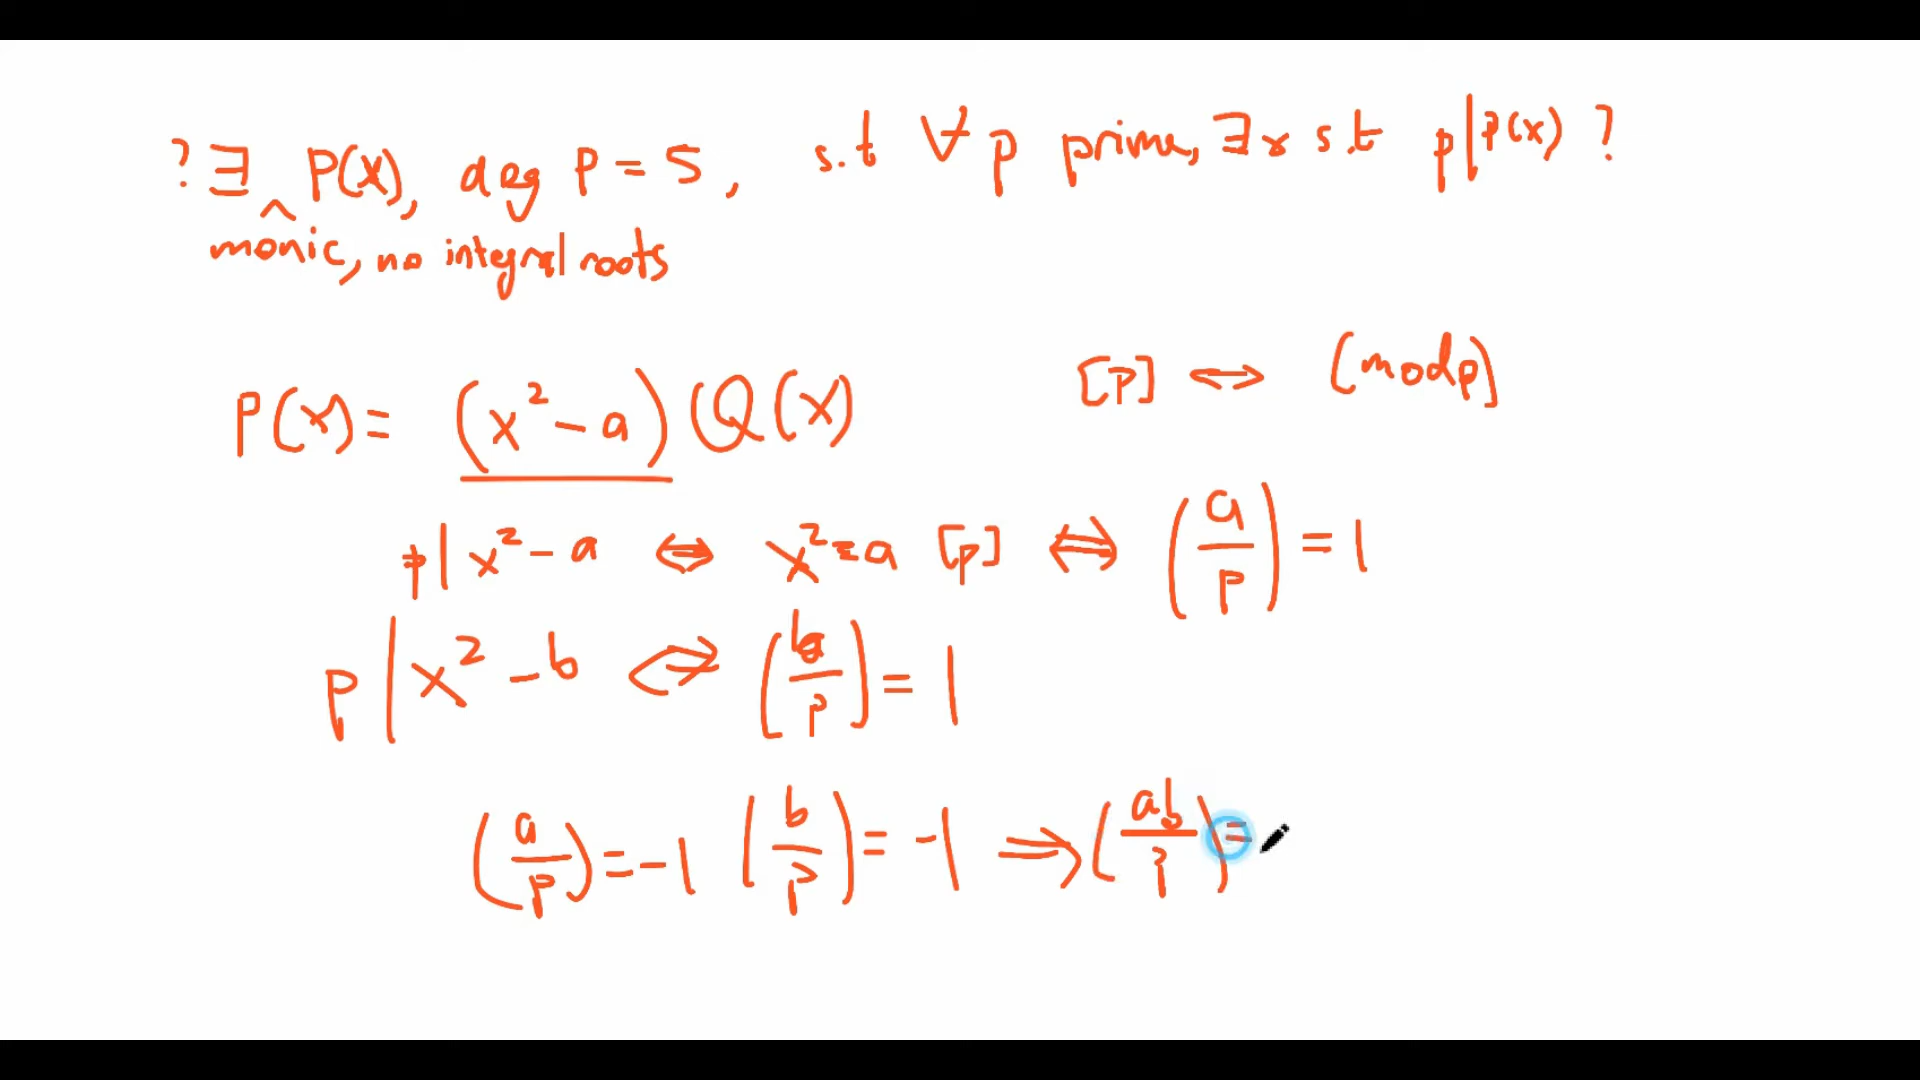 ? ∃ P(X), deg P = 5, s.t ∀ p prime, ∃ x s.t p | P(x) ?
monic, no integral roots
P(X) = (X² - a) Q(X) [p] ↔ (mod p)
p | x² - a ⇔ x² ≡ a [p] ⇔ (a/p) = 1
p | x² - b ⇔ (b/p) = 1
(a/p) = -1 (b/p) = -1 ⇒ (ab/p) =